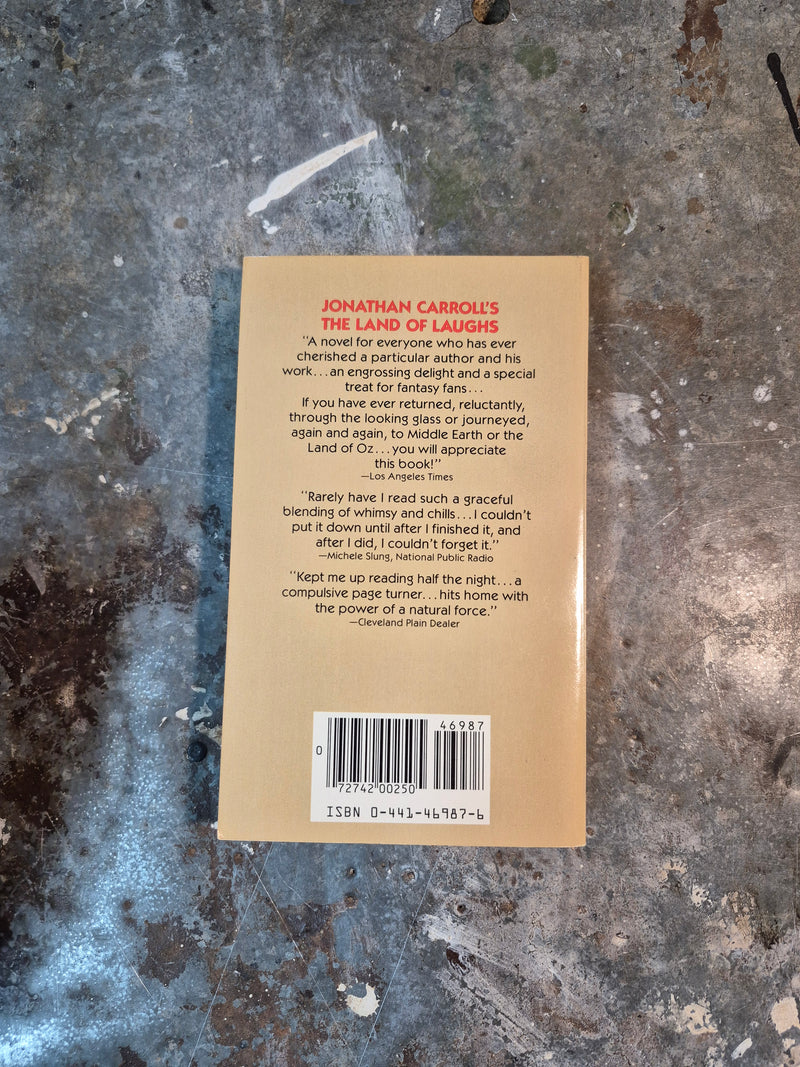 JONATHAN CARROLL'S
THE LAND OF LAUGHS
"A novel for everyone who has ever
cherished a particular author and his
work...an engrossing delight and a special
treat for fantasy fans...
If you have ever returned, reluctantly,
through the looking glass or journeyed,
again and again, to Middle Earth or the
Land of Oz...you will appreciate
this book!"
—Los Angeles Times
"Rarely have I read such a graceful
blending of whimsy and chills...I couldn't
put it down until after I finished it, and
after I did, I couldn't forget it."
—Michele Slung, National Public Radio
"Kept me up reading half the night...a
compulsive page turner...hits home with
the power of a natural force."
—Cleveland Plain Dealer
46987
0
72742 00250
ISBN 0-441-46987-6